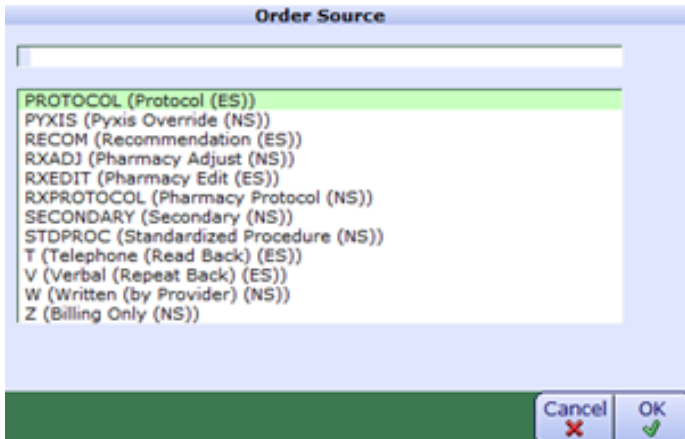 Order Source
PROTOCOL (Protocol (ES))
PYXIS (Pyxis Override (NS))
RECOM (Recommendation (ES))
RXADJ (Pharmacy Adjust (NS))
RXEDIT (Pharmacy Edit (ES))
RXPROTOCOL (Pharmacy Protocol (NS))
SECONDARY (Secondary (NS))
STDPROC (Standardized Procedure (NS))
T (Telephone (Read Back) (ES))
V (Verbal (Repeat Back) (ES))
W (Written (by Provider) (NS))
Z (Billing Only (NS))
Cancel OK